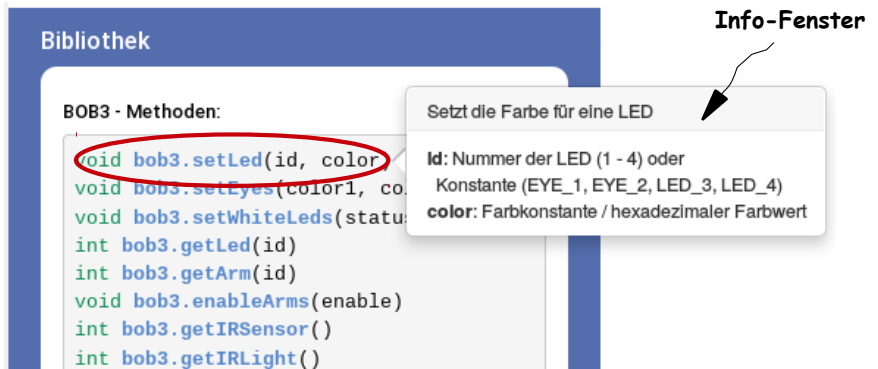 Info-Fenster
Bibliothek
BOB3 - Methoden:
void bob3.setLed(id, color)
void bob3.setEyes(color1, co
void bob3.setWhiteLeds(status
int bob3.getLed(id)
int bob3.getArm(id)
void bob3.enableArms(enable)
int bob3.getIRSensor()
int bob3.getIRLight()
Setzt die Farbe für eine LED
Id: Nummer der LED (1 - 4) oder
Konstante (EYE_1, EYE_2, LED_3, LED_4)
color: Farbkonstante / hexadezimaler Farbwert